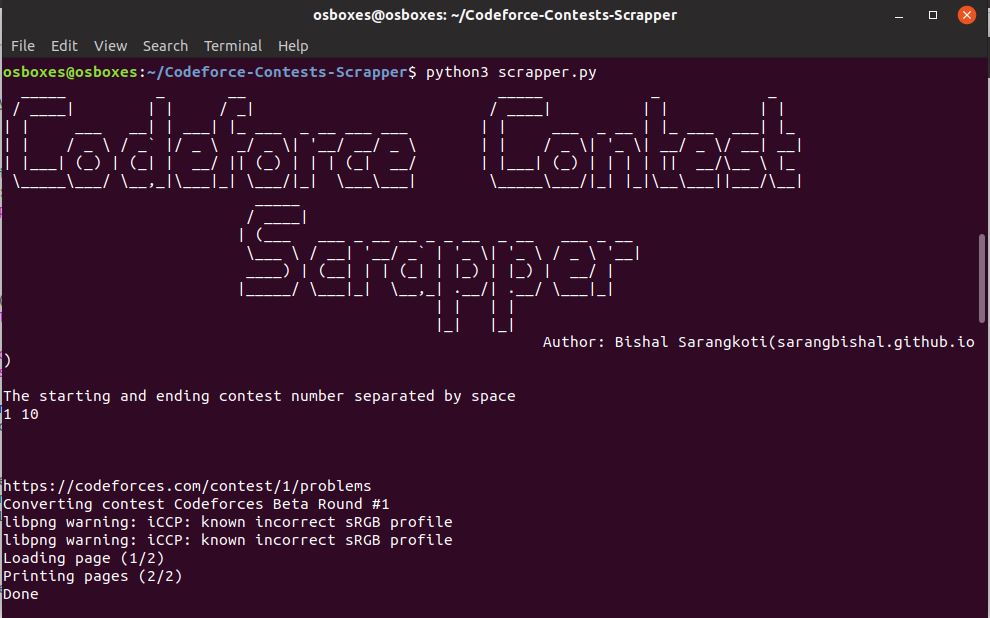 osboxes@osboxes: ~/Codeforce-Contests-Scrapper
File Edit View Search Terminal Help
osboxes@osboxes:~/Codeforce-Contests-Scrapper$ python3 scrapper.py
Codeforce Contest
Scrapper
Author: Bishal Sarangkoti(sarangbishal.github.io
)
The starting and ending contest number separated by space
1 10
https://codeforces.com/contest/1/problems
Converting contest Codeforces Beta Round #1
libpng warning: iCCP: known incorrect sRGB profile
libpng warning: iCCP: known incorrect sRGB profile
Loading page (1/2)
Printing pages (2/2)
Done